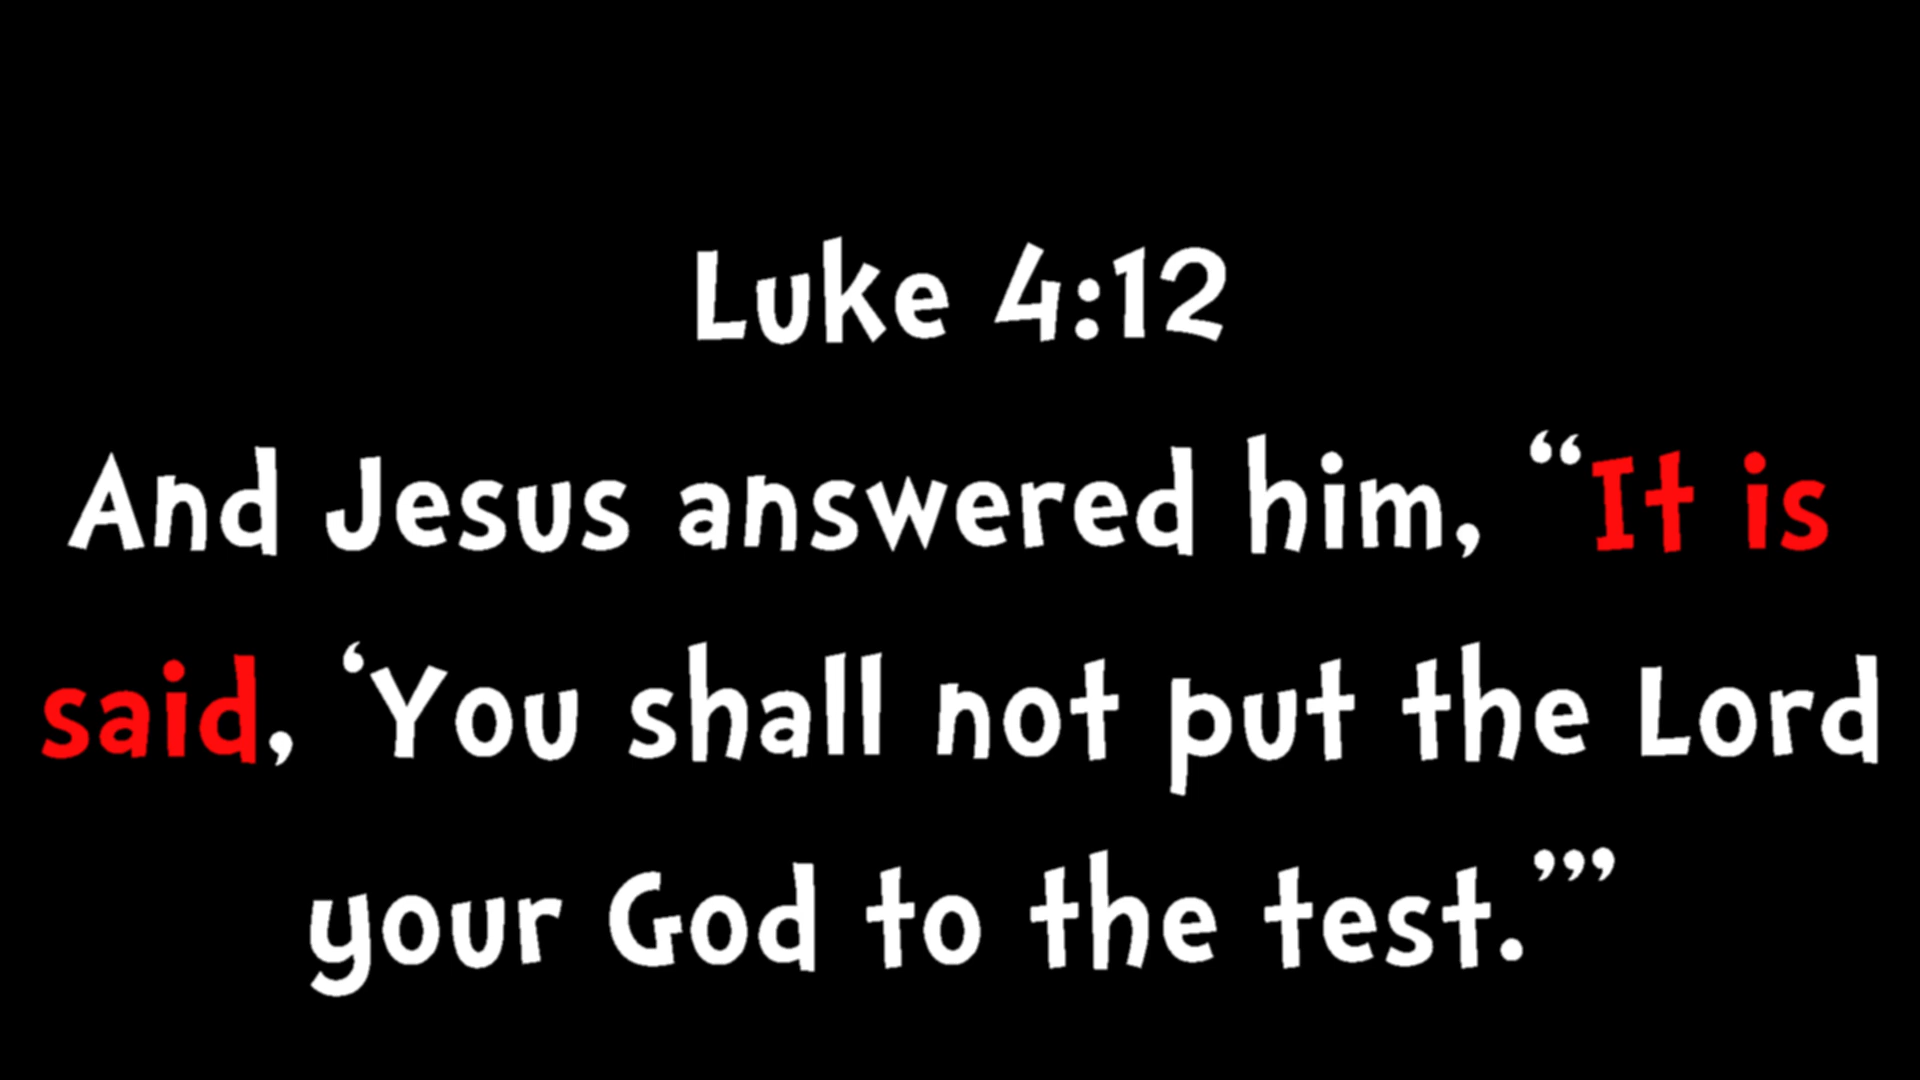 Luke 4:12
And Jesus answered him, “It is
said, ‘You shall not put the Lord
your God to the test.’”